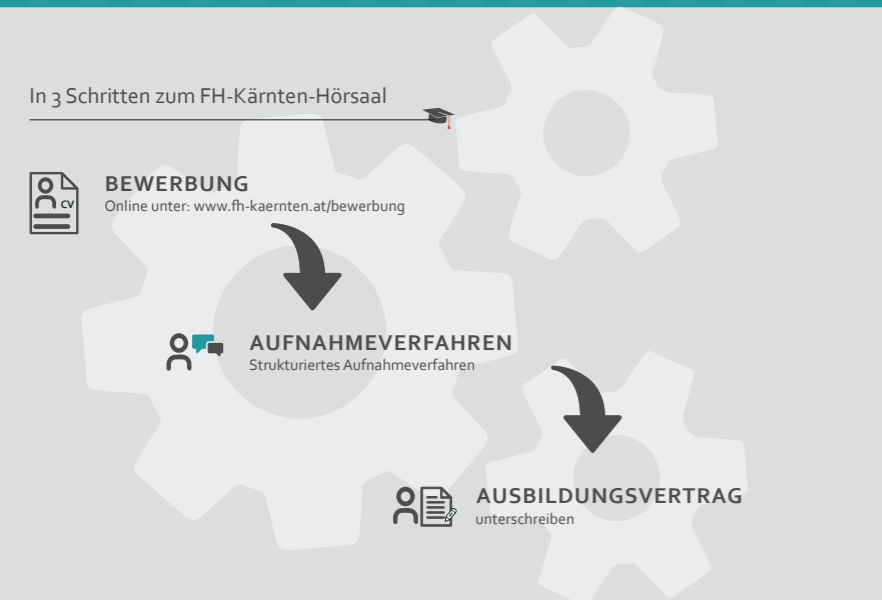 In 3 Schritten zum FH-Kärnten-Hörsaal
CV
BEWERBUNG
Online unter: www.fh-kaernten.at/bewerbung
AUFNAHMEVERFAHREN
Strukturiertes Aufnahmeverfahren
AUSBILDUNGSVERTRAG
unterschreiben